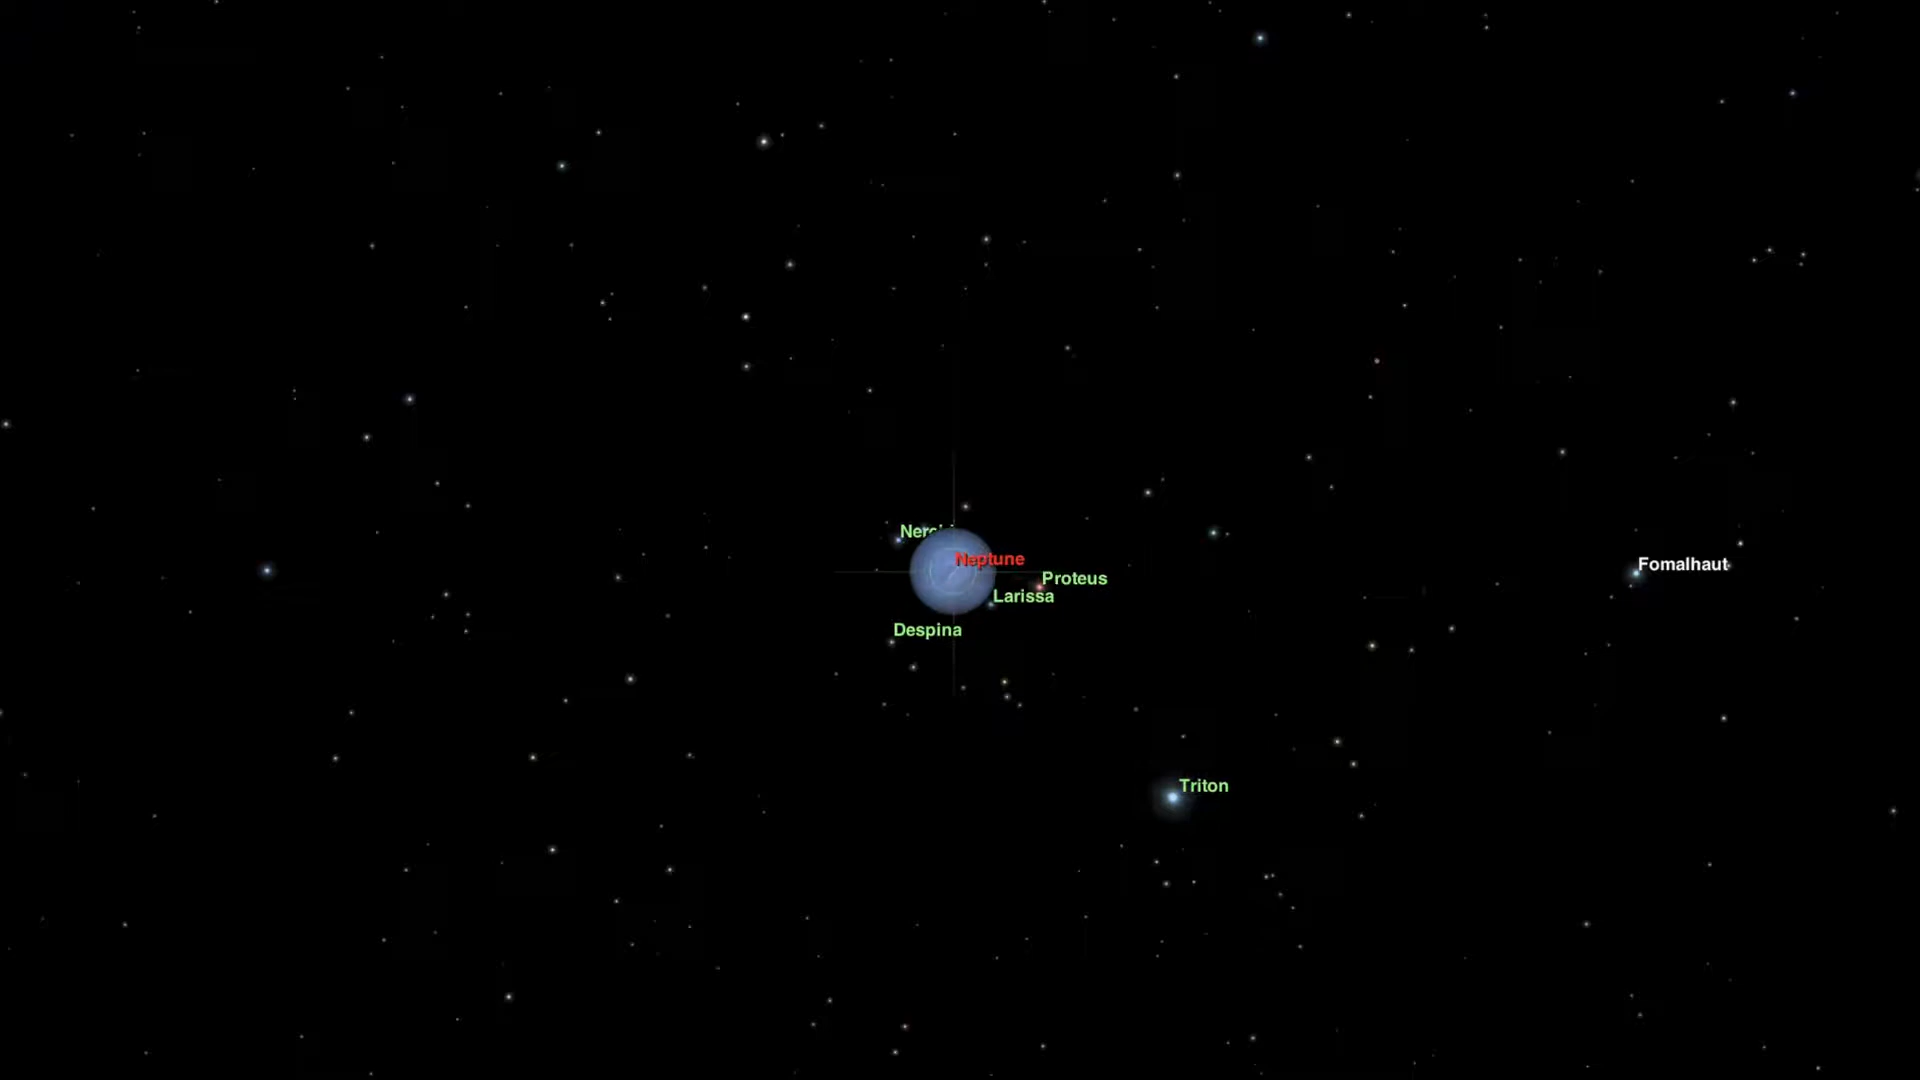 Neptune
Fomalhaut
Proteus
Larissa
Despina
Triton